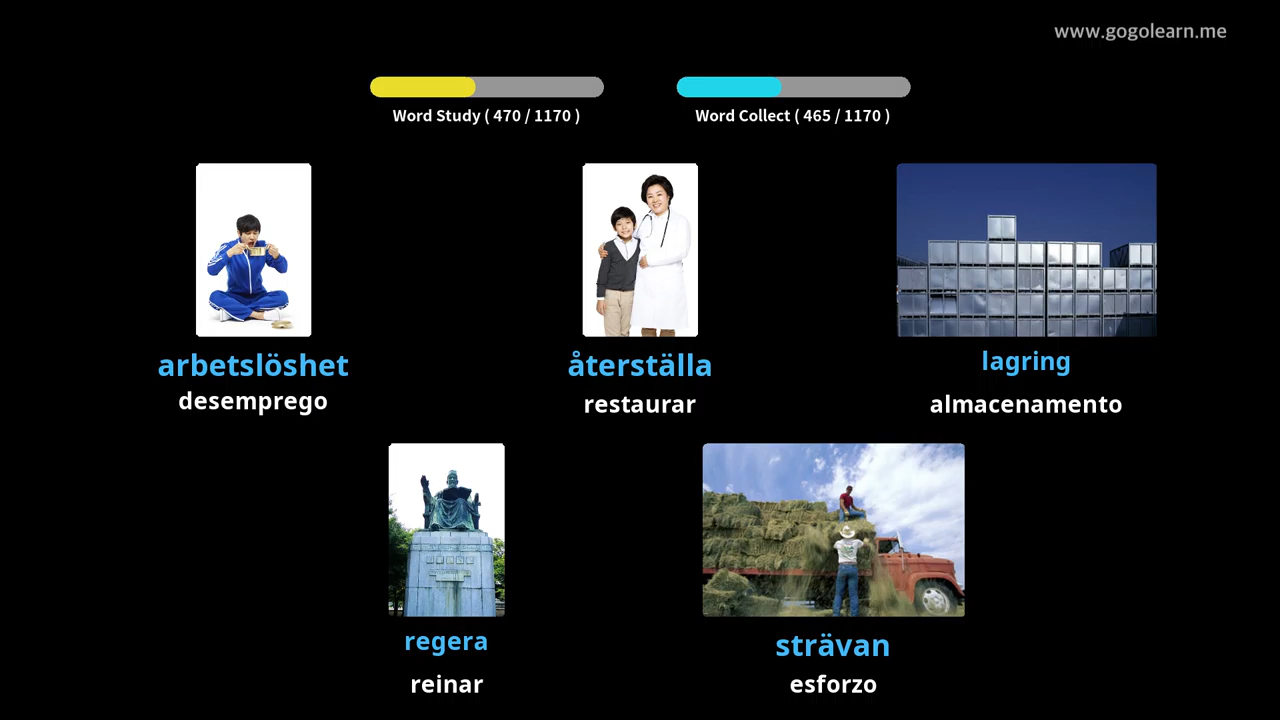 www.gogolearn.me
Word Study ( 470 / 1170 )
Word Collect ( 465 / 1170 )
arbetslöshet
desemprego
återställa
restaurar
lagring
almacenamento
regera
reinar
strävan
esforzo